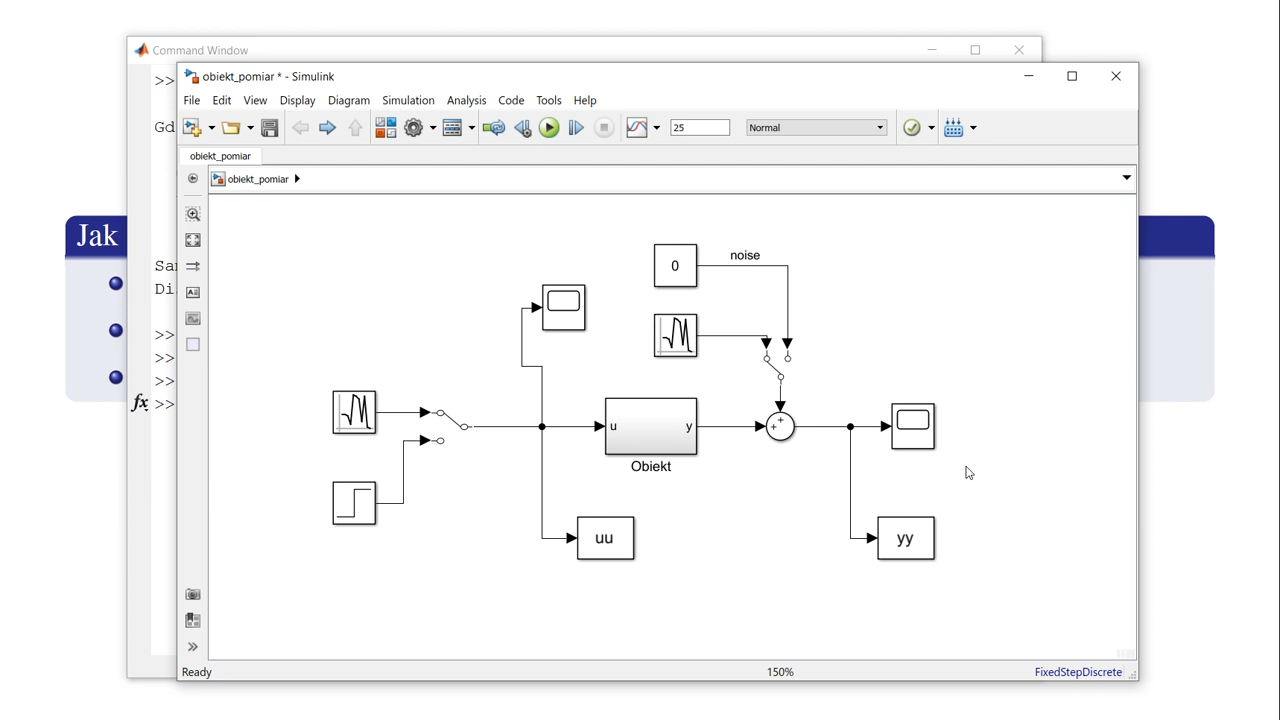 Command Window
>>
obiekt_pomiar * - Simulink
File Edit View Display Diagram Simulation Analysis Code Tools Help
Gd
25 Normal
obiekt_pomiar
obiekt_pomiar
Jak
0 noise
Di
>>
>>
>>
fx >>
u y
Obiekt
+
+
uu yy
Ready 150% FixedStepDiscrete